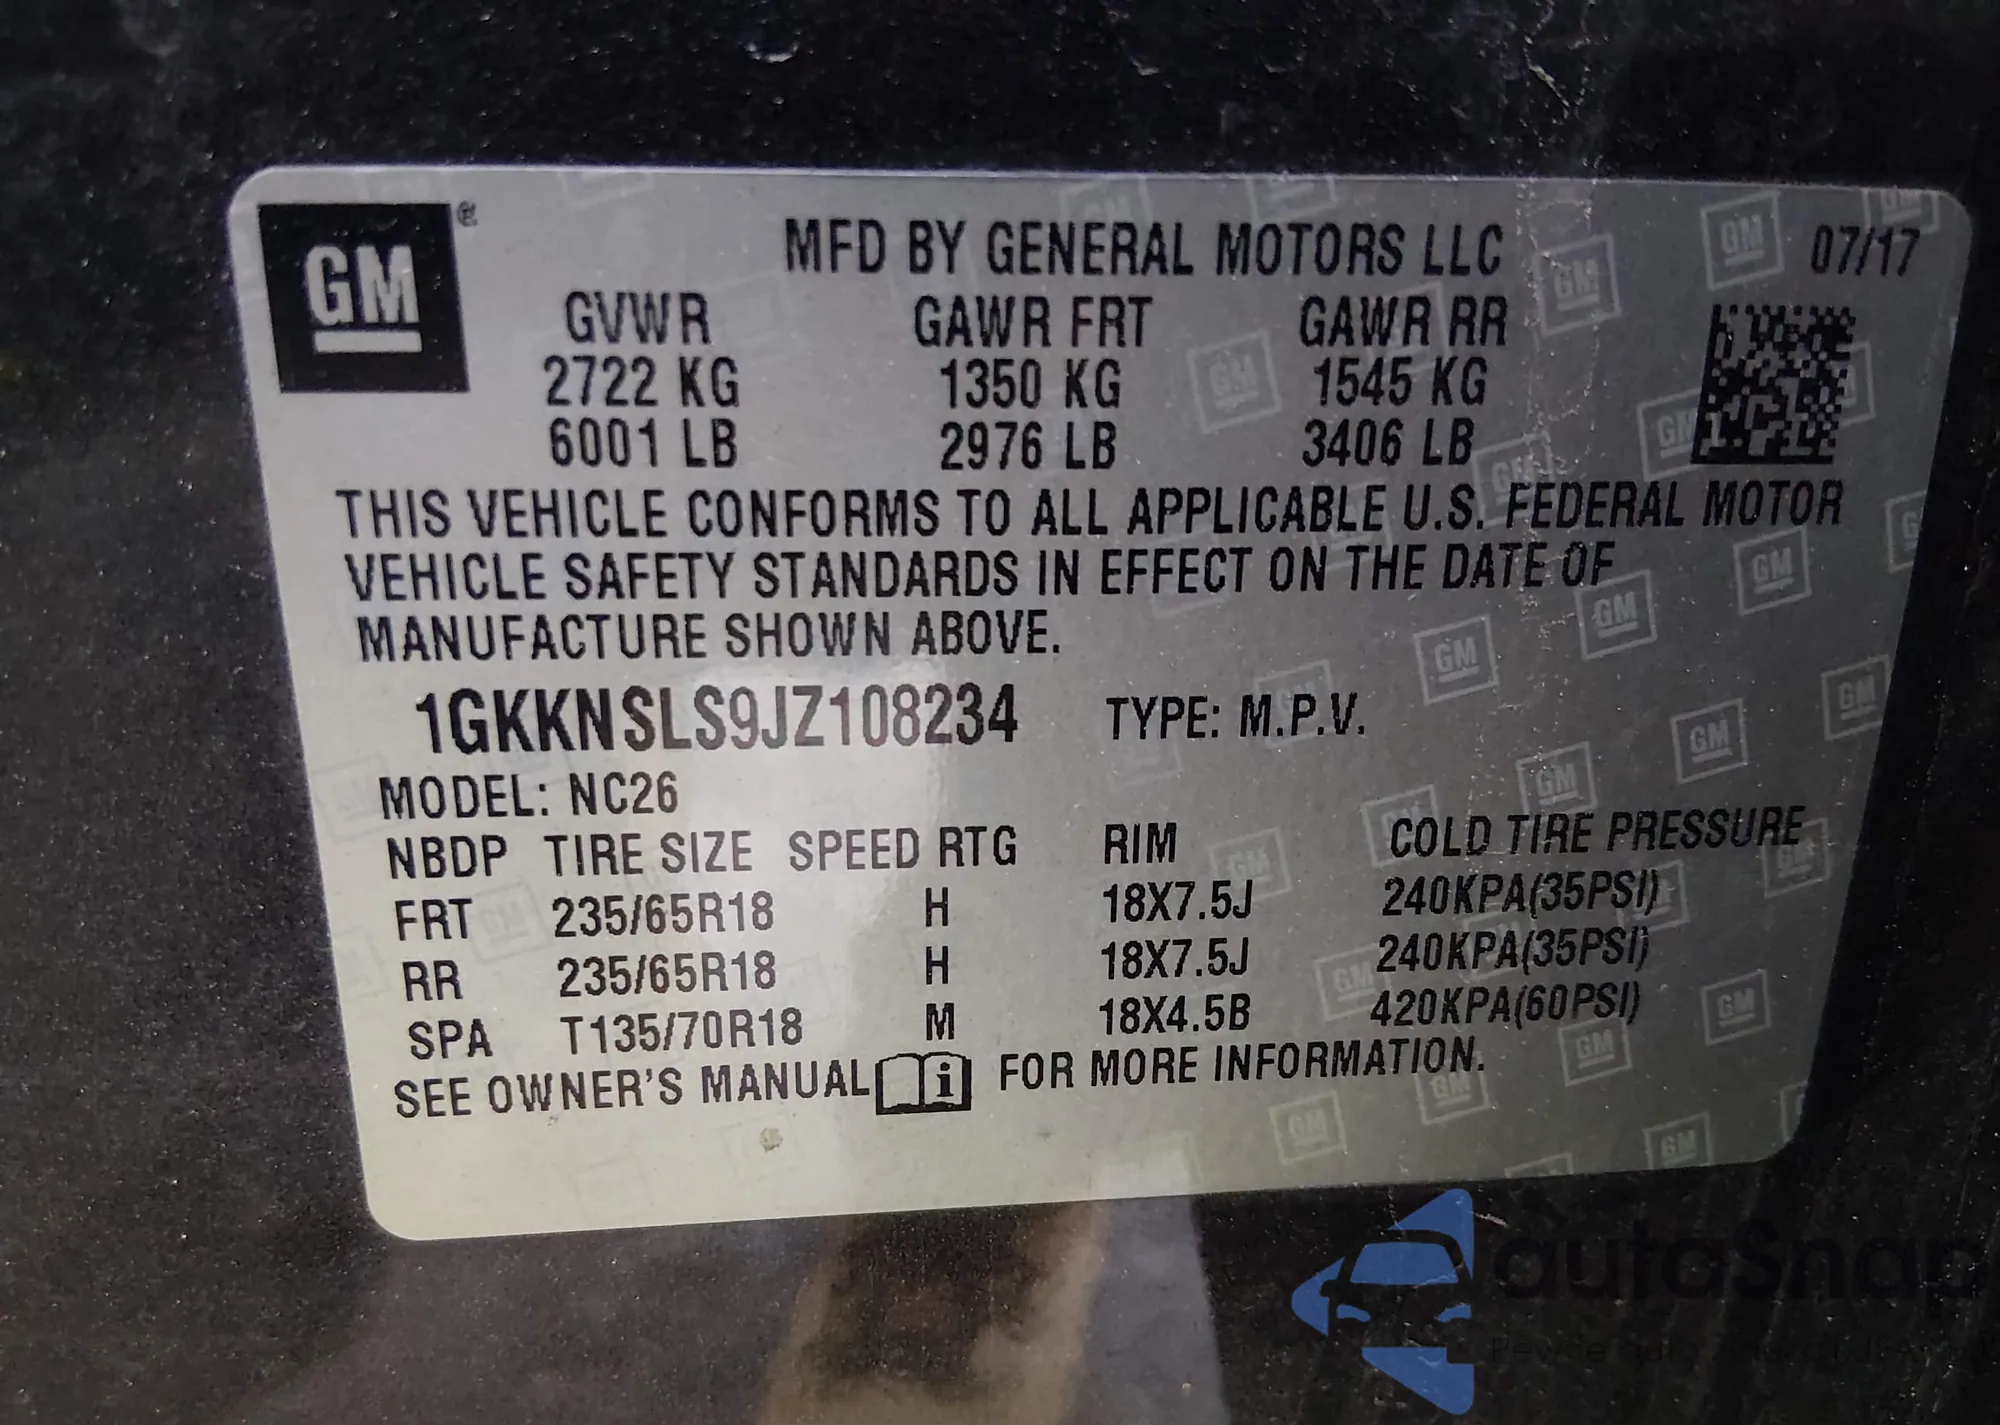 GM®
MFD BY GENERAL MOTORS LLC 07/17
GVWR GAWR FRT GAWR RR
2722 KG 1350 KG 1545 KG
6001 LB 2976 LB 3406 LB
THIS VEHICLE CONFORMS TO ALL APPLICABLE U.S. FEDERAL MOTOR
VEHICLE SAFETY STANDARDS IN EFFECT ON THE DATE OF
MANUFACTURE SHOWN ABOVE.
1GKKNSLS9JZ108234 TYPE: M.P.V.
MODEL: NC26
NBDP TIRE SIZE SPEED RTG RIM COLD TIRE PRESSURE
FRT 235/65R18 H 18X7.5J 240KPA(35PSI)
RR 235/65R18 H 18X7.5J 240KPA(35PSI)
SPA T135/70R18 M 18X4.5B 420KPA(60PSI)
SEE OWNER'S MANUAL i FOR MORE INFORMATION.
autoSnap